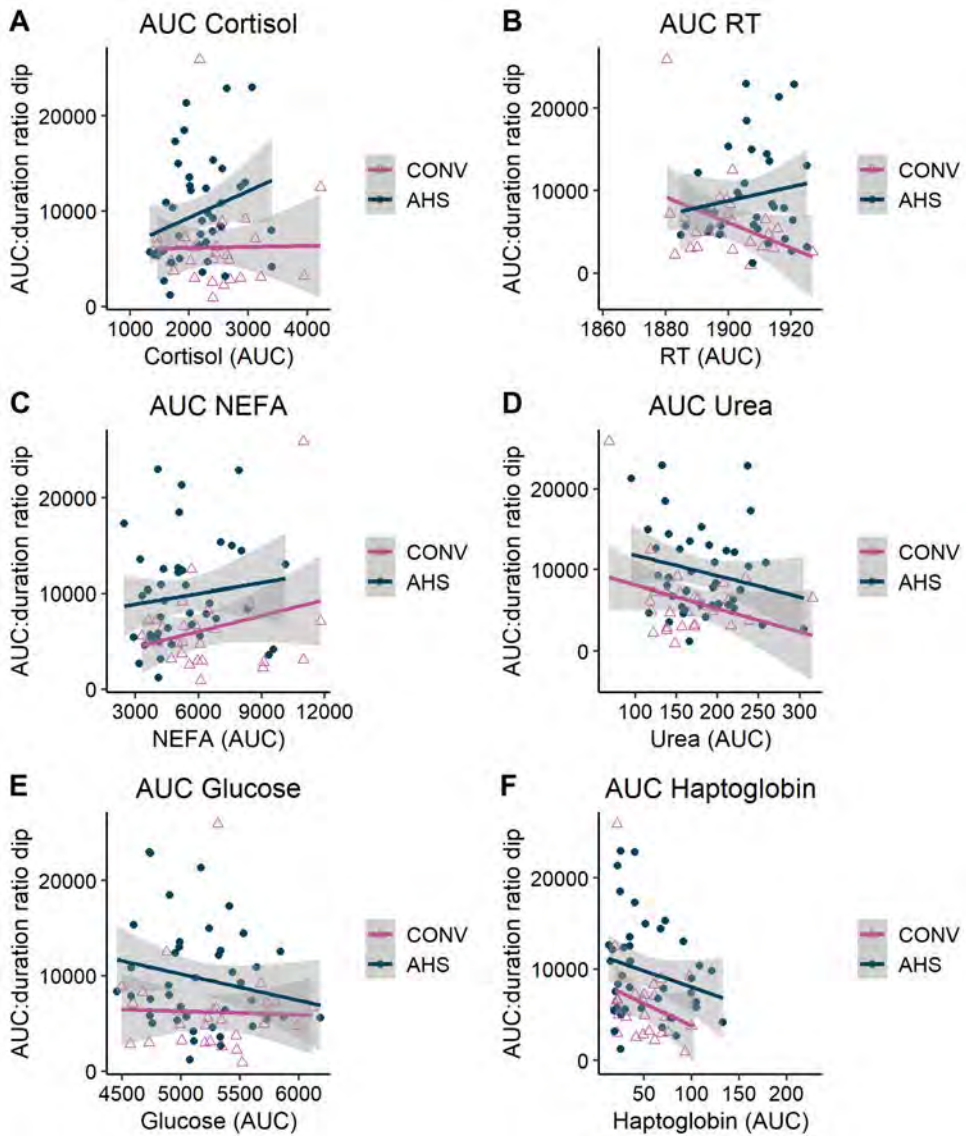 A
AUC Cortisol
AUC:duration ratio dip
20000
10000
0
1000 2000 3000 4000
Cortisol (AUC)
CONV
AHS
B
AUC RT
AUC:duration ratio dip
20000
10000
0
1860 1880 1900 1920
RT (AUC)
CONV
AHS
C
AUC NEFA
AUC:duration ratio dip
20000
10000
0
3000 6000 9000 12000
NEFA (AUC)
CONV
AHS
D
AUC Urea
AUC:duration ratio dip
20000
10000
0
100 150 200 250 300
Urea (AUC)
CONV
AHS
E
AUC Glucose
AUC:duration ratio dip
20000
10000
0
4500 5000 5500 6000
Glucose (AUC)
CONV
AHS
F
AUC Haptoglobin
AUC:duration ratio dip
20000
10000
0
50 100 150 200
Haptoglobin (AUC)
CONV
AHS